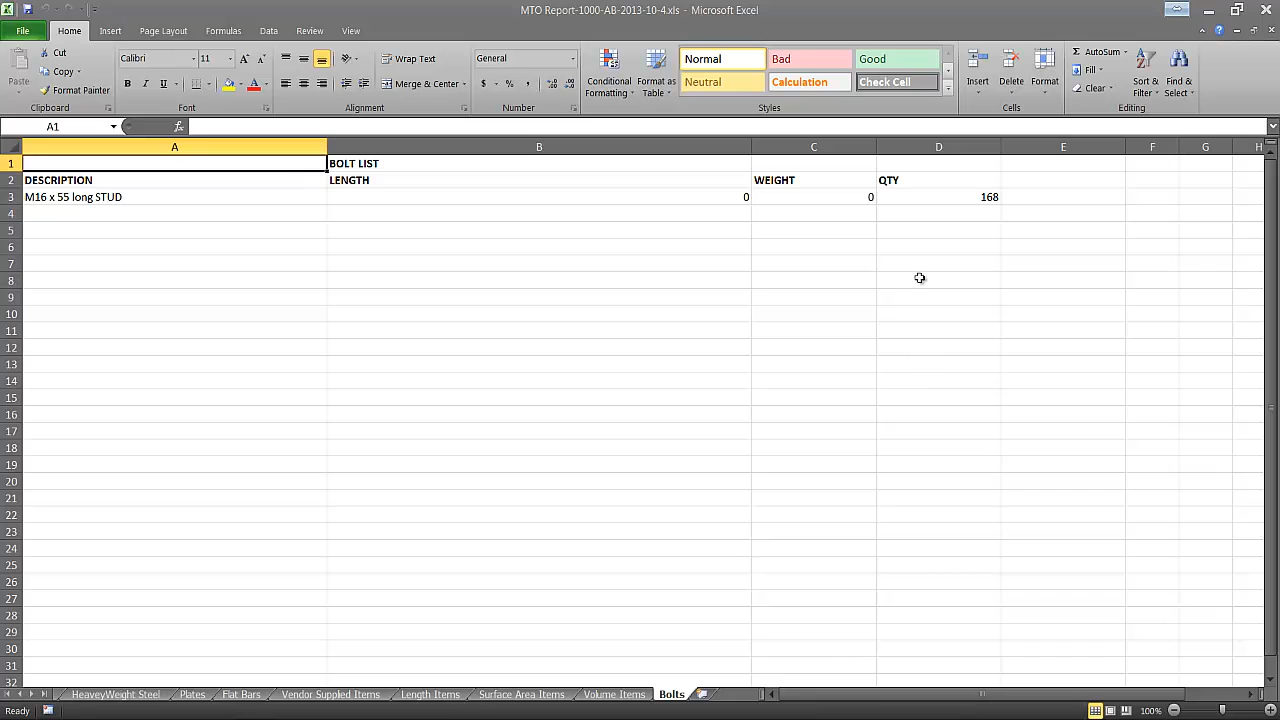 MTO Report-1000-AB-2013-10-4.xls - Microsoft Excel
File Home Insert Page Layout Formulas Data Review View
Paste Cut Calibri 11 Wrap Text General Conditional Formatting Format as Table Normal Bad Good Insert Delete Format AutoSum Sort & Filter Find & Select
Copy Fill
Format Painter B I U Merge & Center $ % , Neutral Calculation Check Cell Clear
Clipboard Font Alignment Number Styles Cells Editing
A1 fx
A B C D E F G H
1 BOLT LIST
2 DESCRIPTION LENGTH WEIGHT QTY
3 M16 x 55 long STUD 0 0 168
4
5
6
7
8
9
10
11
12
13
14
15
16
17
18
19
20
21
22
23
24
25
26
27
28
29
30
31
32
HeaveyWeight Steel Plates Flat Bars Vendor Supplied Items Length Items Surface Area Items Volume Items Bolts
Ready 100%